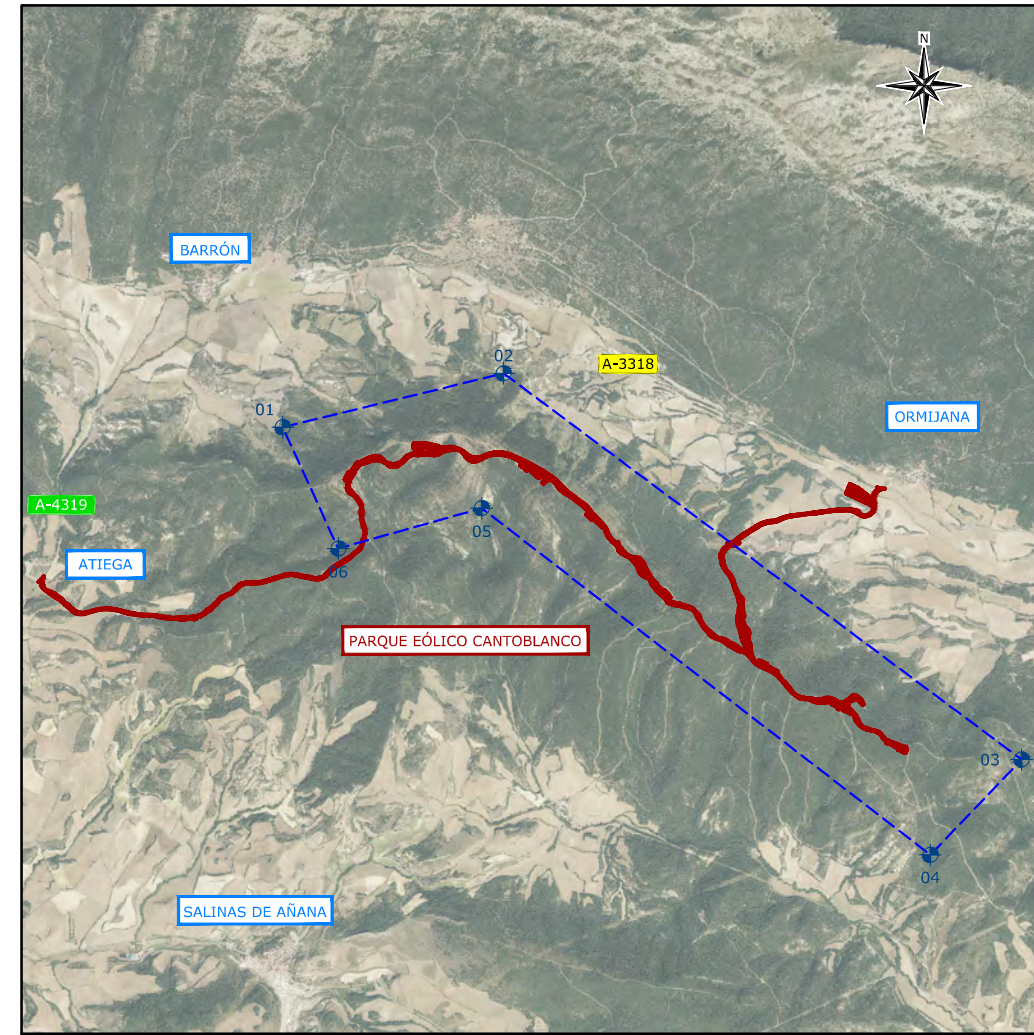 N
BARRÓN
02
A-3318
01
ORMIJANA
A-4319
05
ATIEGA
06
PARQUE EÓLICO CANTOBLANCO
03
04
SALINAS DE AÑANA